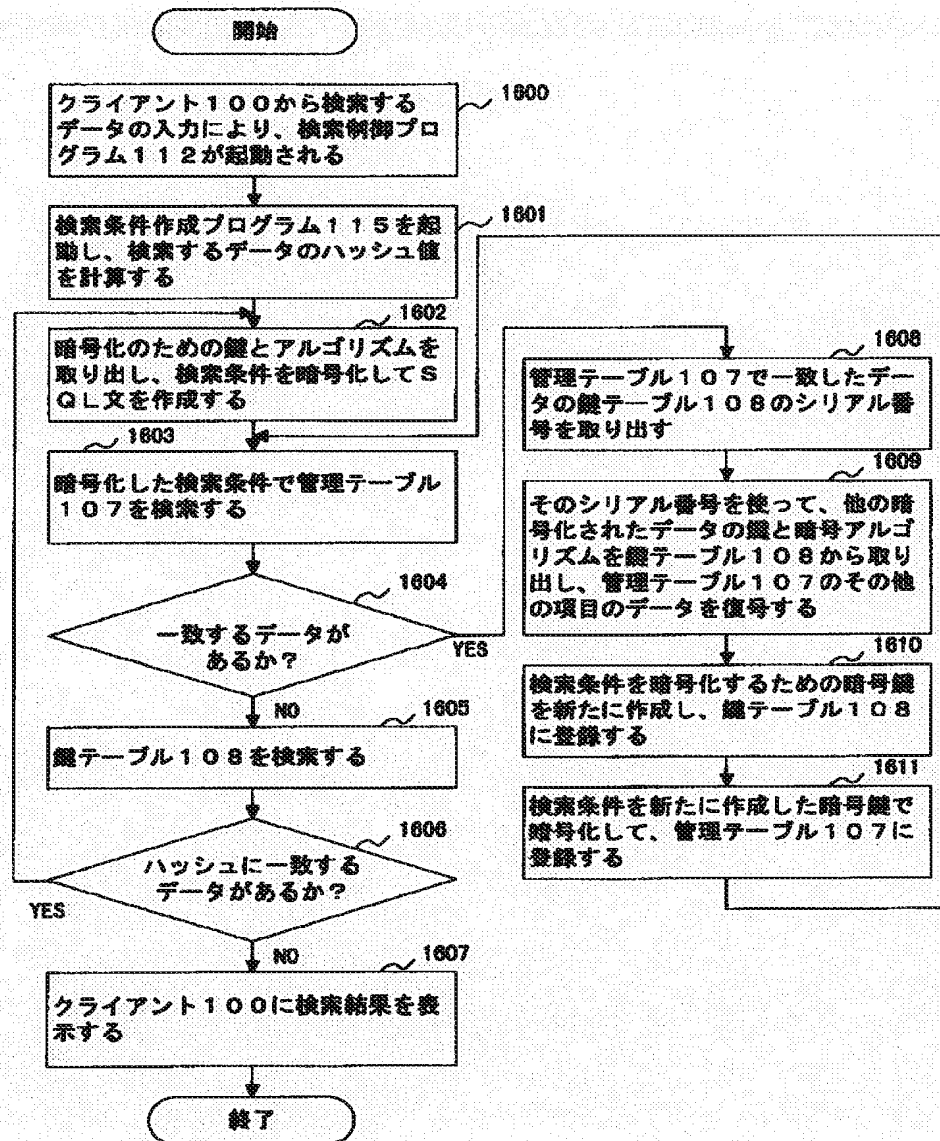 開始
1600
クライアント100から検索する
データの入力により、検索制御プロ
グラム112が起動される
1601
検索条件作成プログラム115を起
動し、検索するデータのハッシュ値
を計算する
1602
暗号化のための鍵とアルゴリズムを
取り出し、検索条件を暗号化してS
QL文を作成する
1603
暗号化した検索条件で管理テーブル
107を検索する
1604
一致するデータが
あるか？
YES
NO
1605
鍵テーブル108を検索する
1606
ハッシュに一致する
データがあるか？
YES
NO
1607
クライアント100に検索結果を表
示する
終了
1608
管理テーブル107で一致したデー
タの鍵テーブル108のシリアル番
号を取り出す
1609
そのシリアル番号を使って、他の暗
号化されたデータの鍵と暗号アルゴ
リズムを鍵テーブル108から取り
出し、管理テーブル107のその他
の項目のデータを復号する
1610
検索条件を暗号化するための暗号鍵
を新たに作成し、鍵テーブル108
に登録する
1611
検索条件を新たに作成した暗号鍵で
暗号化して、管理テーブル107に
登録する